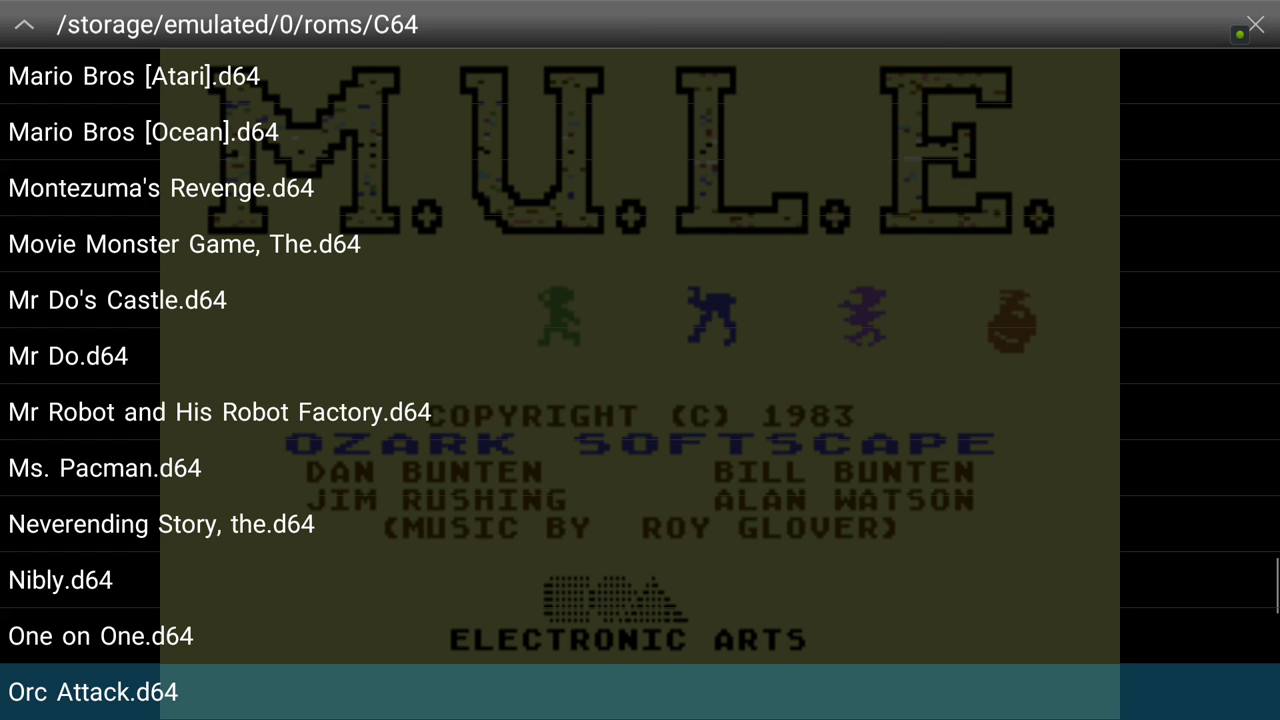 /storage/emulated/0/roms/C64
Mario Bros [Atari].d64
Mario Bros [Ocean].d64
Montezuma's Revenge.d64
Movie Monster Game, The.d64
Mr Do's Castle.d64
Mr Do.d64
Mr Robot and His Robot Factory.d64
Ms. Pacman.d64
Neverending Story, the.d64
Nibly.d64
One on One.d64
Orc Attack.d64
M.U.L.E.
COPYRIGHT (C) 1983
OZARK SOFTSCAPE
DAN BUNTEN BILL BUNTEN
JIM RUSHING ALAN WATSON
(MUSIC BY ROY GLOVER)
ELECTRONIC ARTS